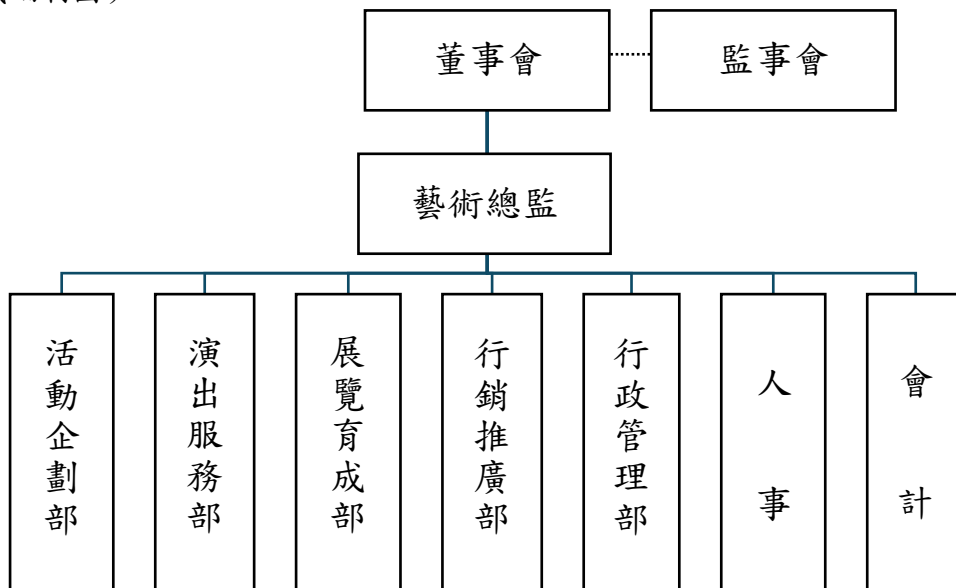 董事會
監事會
藝術總監
活動企劃部
演出服務部
展覽育成部
行銷推廣部
行政管理部
人事
會計